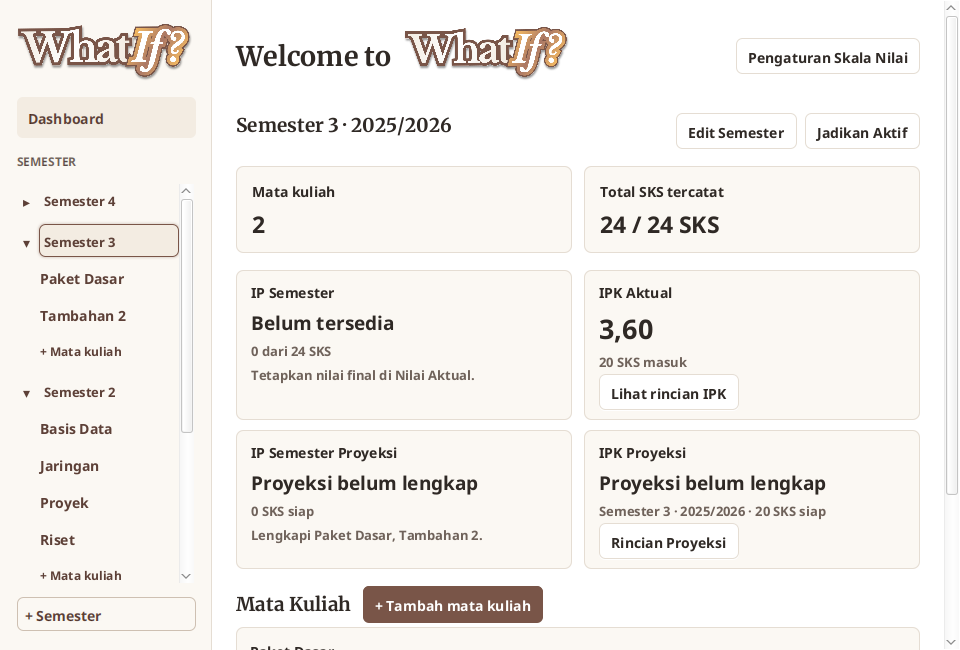 WhatIf?
Dashboard
SEMESTER
▸ Semester 4
▾ Semester 3
Paket Dasar
Tambahan 2
+ Mata kuliah
▾ Semester 2
Basis Data
Jaringan
Proyek
Riset
+ Mata kuliah
+ Semester
Welcome to WhatIf?
Pengaturan Skala Nilai
Semester 3 · 2025/2026
Edit Semester
Jadikan Aktif
Mata kuliah
2
Total SKS tercatat
24 / 24 SKS
IP Semester
Belum tersedia
0 dari 24 SKS
Tetapkan nilai final di Nilai Aktual.
IPK Aktual
3,60
20 SKS masuk
Lihat rincian IPK
IP Semester Proyeksi
Proyeksi belum lengkap
0 SKS siap
Lengkapi Paket Dasar, Tambahan 2.
IPK Proyeksi
Proyeksi belum lengkap
Semester 3 · 2025/2026 · 20 SKS siap
Rincian Proyeksi
Mata Kuliah
+ Tambah mata kuliah
Paket Dasar